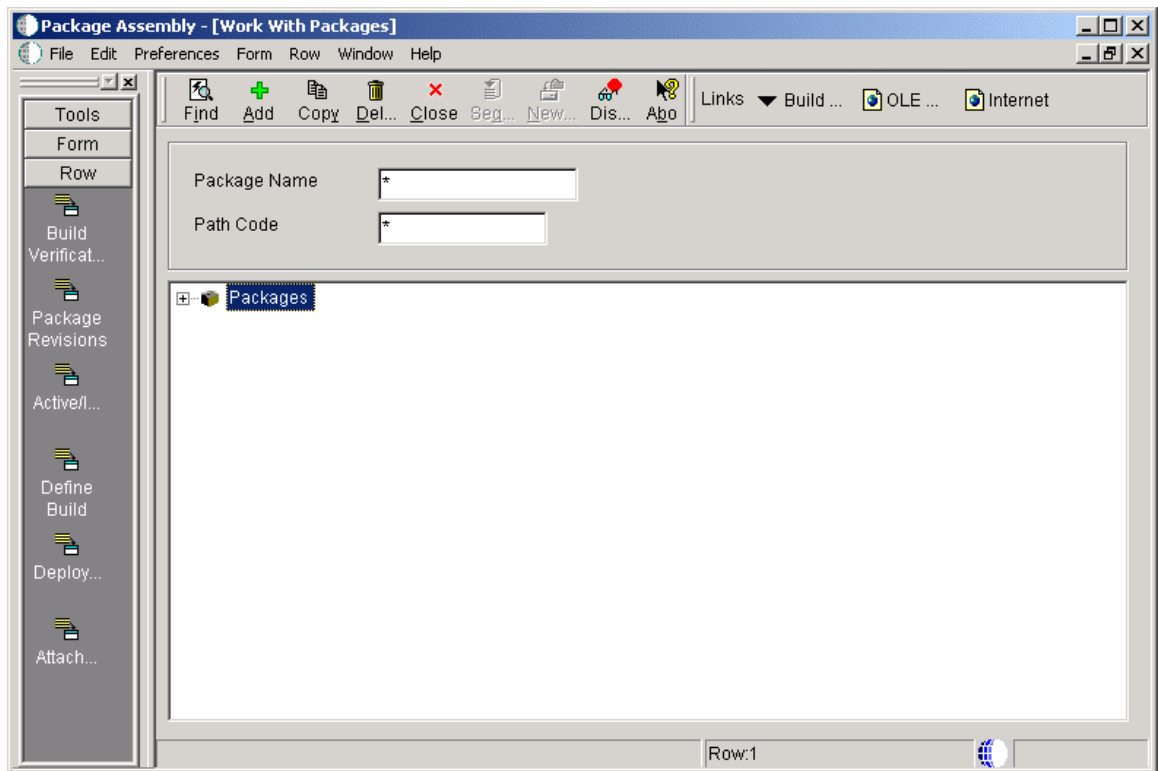 Package Assembly - [Work With Packages]
File Edit Preferences Form Row Window Help
Find Add Copy Del... Close Seq... New... Dis... Abo Links Build ... OLE ... Internet
Tools
Form
Row
Build
Verificat...
Package
Revisions
Active/I...
Define
Build
Deploy...
Attach...
Package Name *
Path Code *
Packages
Row:1